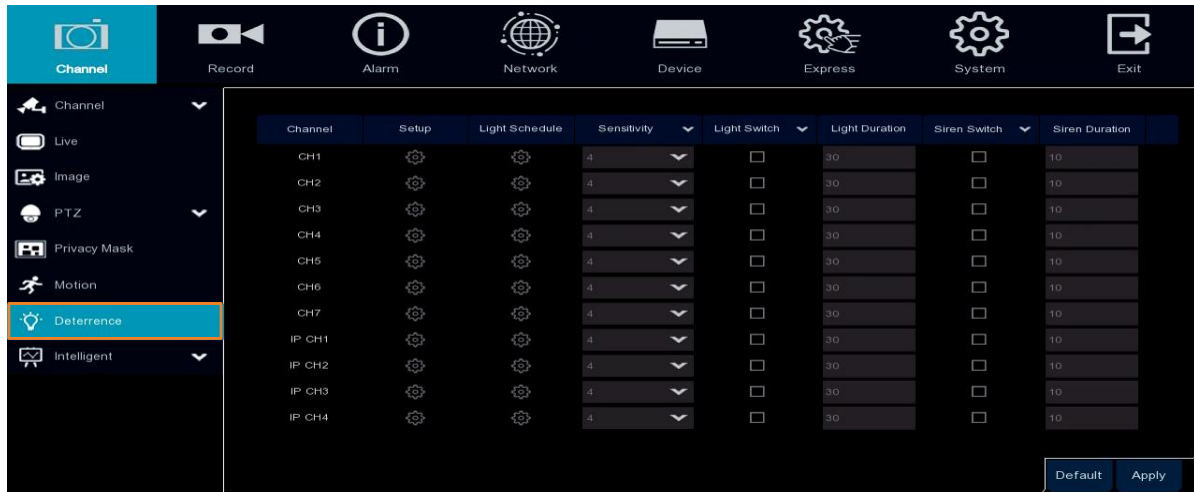 Channel Record Alarm Network Device Express System Exit
Channel
Live
Image
PTZ
Privacy Mask
Motion
Deterrence
Intelligent
Channel Setup Light Schedule Sensitivity Light Switch Light Duration Siren Switch Siren Duration
CH1 4 30 10
CH2 4 30 10
CH3 4 30 10
CH4 4 30 10
CH5 4 30 10
CH6 4 30 10
CH7 4 30 10
IP CH1 4 30 10
IP CH2 4 30 10
IP CH3 4 30 10
IP CH4 4 30 10
Default Apply